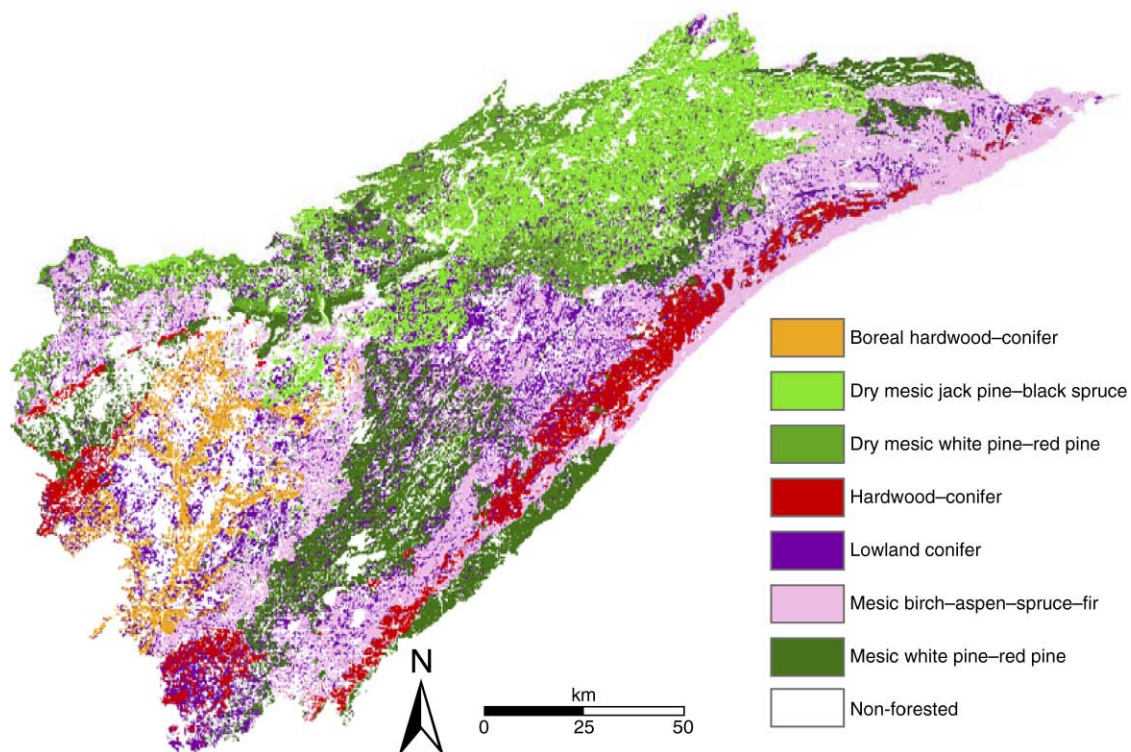 Boreal hardwood–conifer
Dry mesic jack pine–black spruce
Dry mesic white pine–red pine
Hardwood–conifer
Lowland conifer
Mesic birch–aspen–spruce–fir
Mesic white pine–red pine
Non-forested
N
km
0 25 50